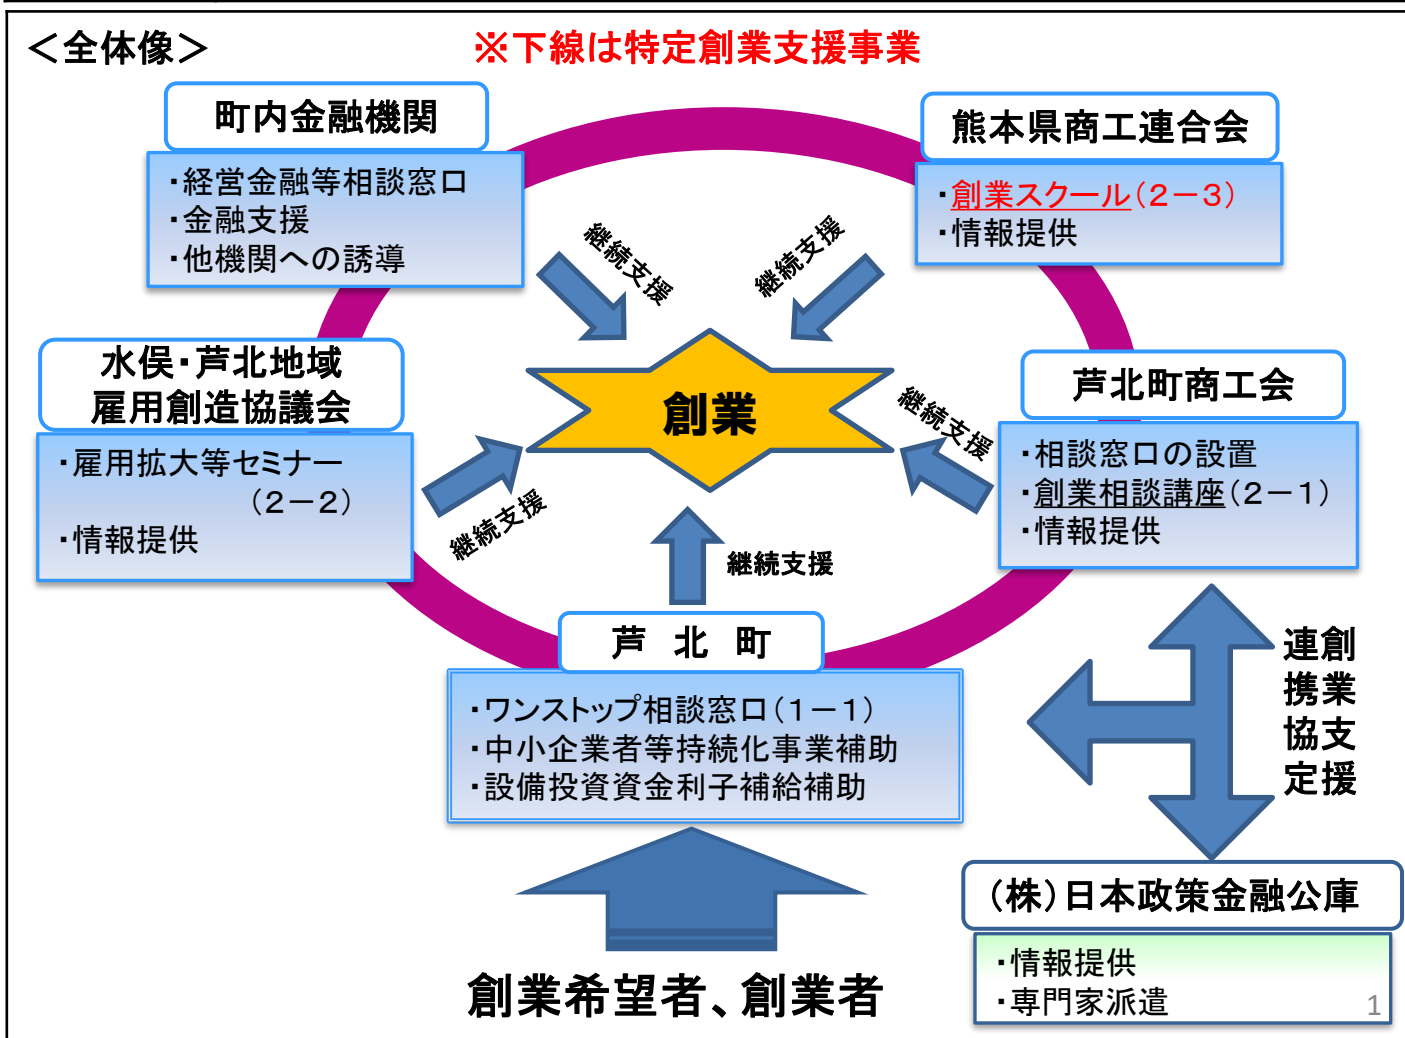 ＜全体像＞
※下線は特定創業支援事業
町内金融機関
・経営金融等相談窓口
・金融支援
・他機関への誘導
熊本県商工連合会
・創業スクール（２－３）
・情報提供
継続支援
継続支援
水俣・芦北地域
雇用創造協議会
・雇用拡大等セミナー
（２－２）
・情報提供
創業
芦北町商工会
・相談窓口の設置
・創業相談講座（２－１）
・情報提供
継続支援
継続支援
継続支援
芦 北 町
・ワンストップ相談窓口（１－１）
・中小企業者等持続化事業補助
・設備投資資金利子補給補助
創業支援
連携協定
（株）日本政策金融公庫
・情報提供
・専門家派遣
創業希望者、創業者
1